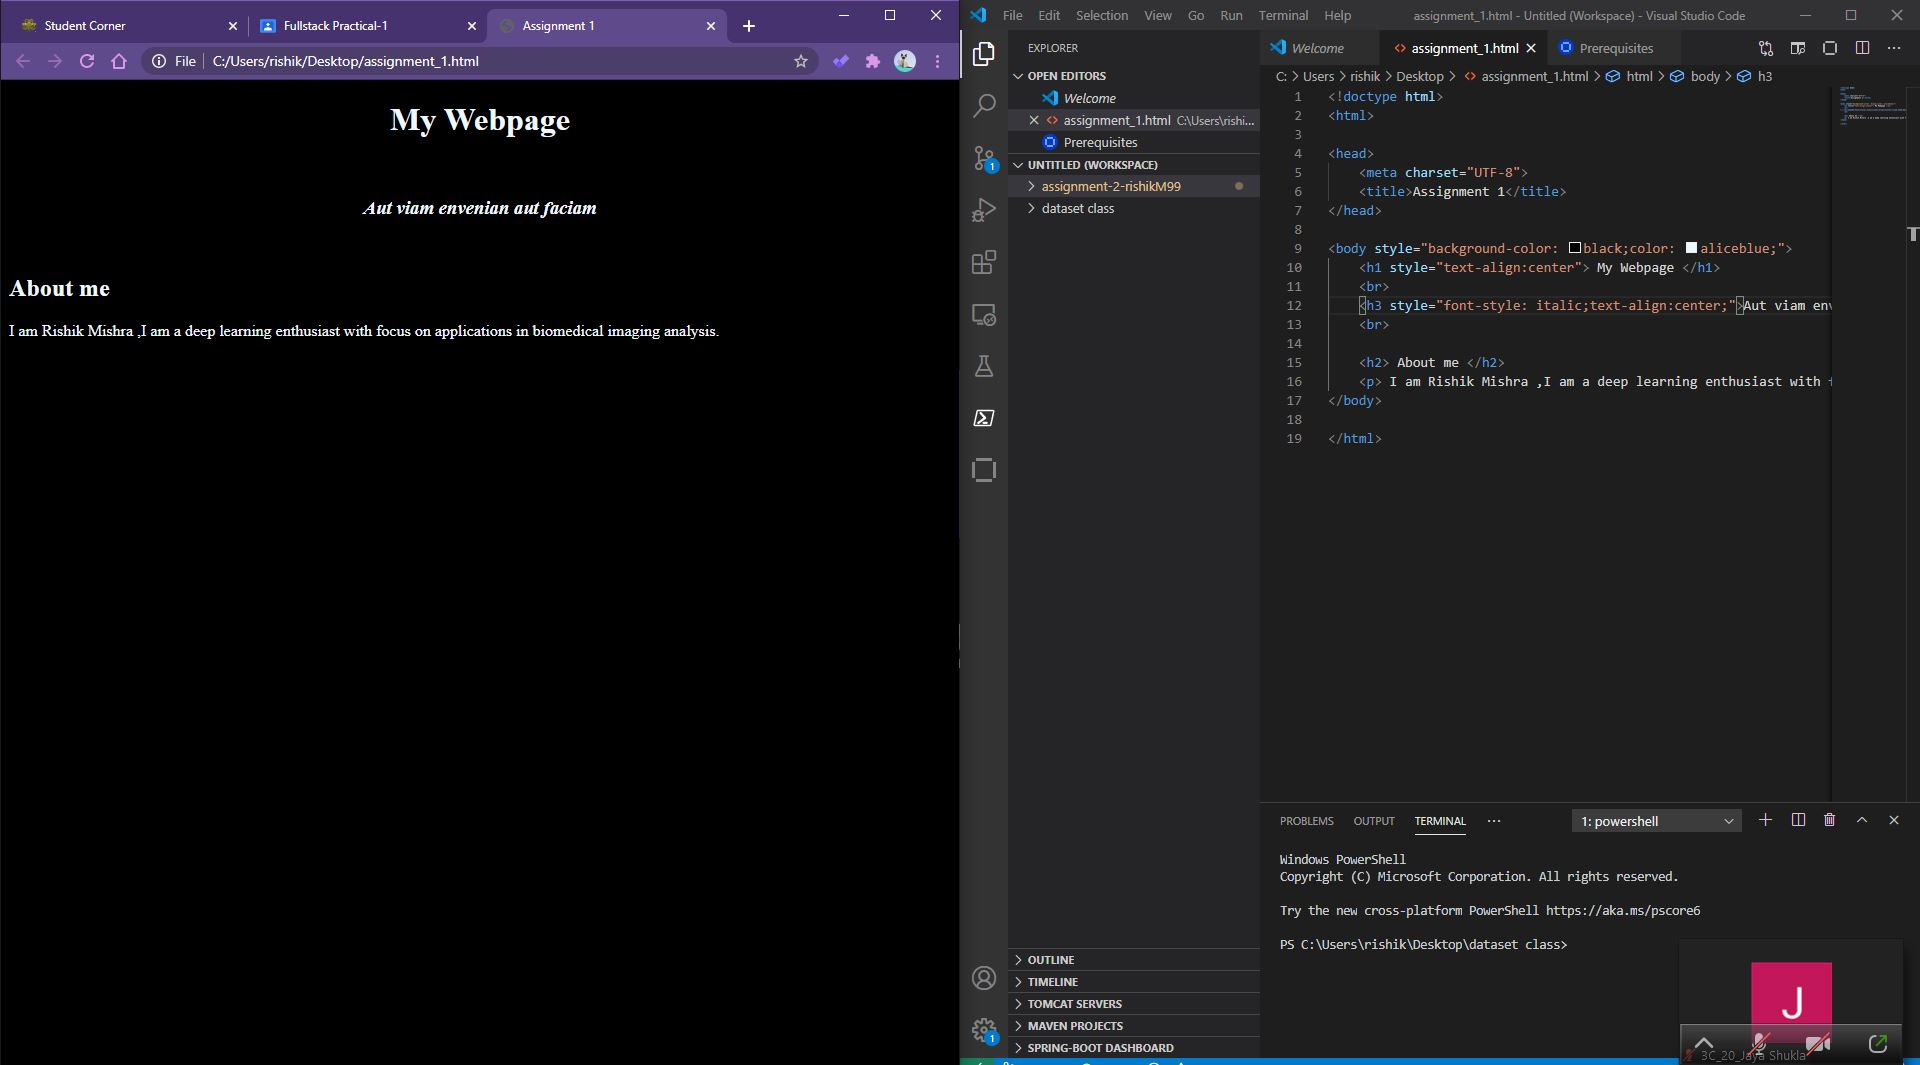 Student Corner
Fullstack Practical-1
Assignment 1
File
C:/Users/rishik/Desktop/assignment_1.html
My Webpage
Aut viam envenian aut faciam
About me
I am Rishik Mishra ,I am a deep learning enthusiast with focus on applications in biomedical imaging analysis.
File Edit Selection View Go Run Terminal Help
assignment_1.html - Untitled (Workspace) - Visual Studio Code
EXPLORER
OPEN EDITORS
Welcome
assignment_1.html C:\Users\rishi...
Prerequisites
UNTITLED (WORKSPACE)
assignment-2-rishikM99
dataset class
1
OUTLINE
TIMELINE
TOMCAT SERVERS
MAVEN PROJECTS
SPRING-BOOT DASHBOARD
1
Welcome
assignment_1.html
Prerequisites
C: > Users > rishik > Desktop > assignment_1.html > html > body > h3
1 <!doctype html>
2 <html>
3
4 <head>
5 <meta charset="UTF-8">
6 <title>Assignment 1</title>
7 </head>
8
9 <body style="background-color: black;color: aliceblue;">
10 <h1 style="text-align:center"> My Webpage </h1>
11 <br>
12 <h3 style="font-style: italic;text-align:center;">Aut viam env
13 <br>
14
15 <h2> About me </h2>
16 <p> I am Rishik Mishra ,I am a deep learning enthusiast with f
17 </body>
18
19 </html>
PROBLEMS OUTPUT TERMINAL
1: powershell
Windows PowerShell
Copyright (C) Microsoft Corporation. All rights reserved.
Try the new cross-platform PowerShell https://aka.ms/pscore6
PS C:\Users\rishik\Desktop\dataset class>
J
3C_20_Jaya Shukla